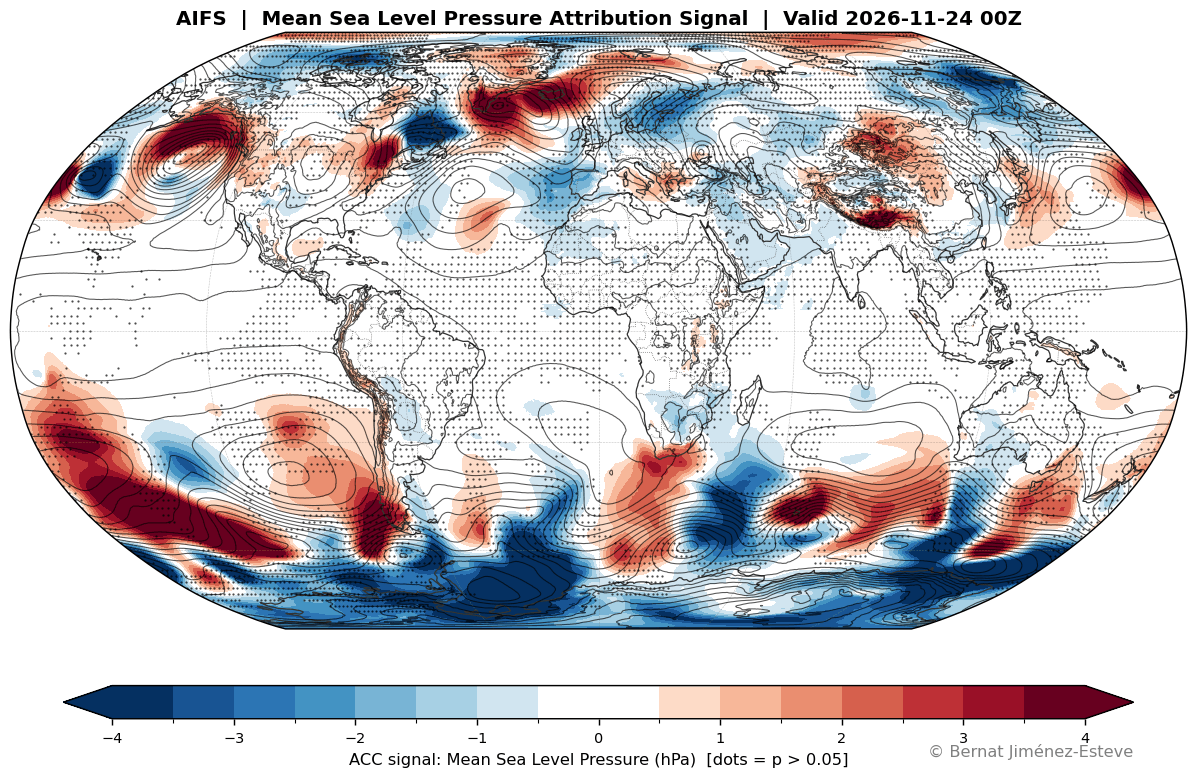 AIFS | Mean Sea Level Pressure Attribution Signal | Valid 2026-11-24 00Z
−4 −3 −2 −1 0 1 2 3 4
ACC signal: Mean Sea Level Pressure (hPa) [dots = p > 0.05]
© Bernat Jiménez-Esteve